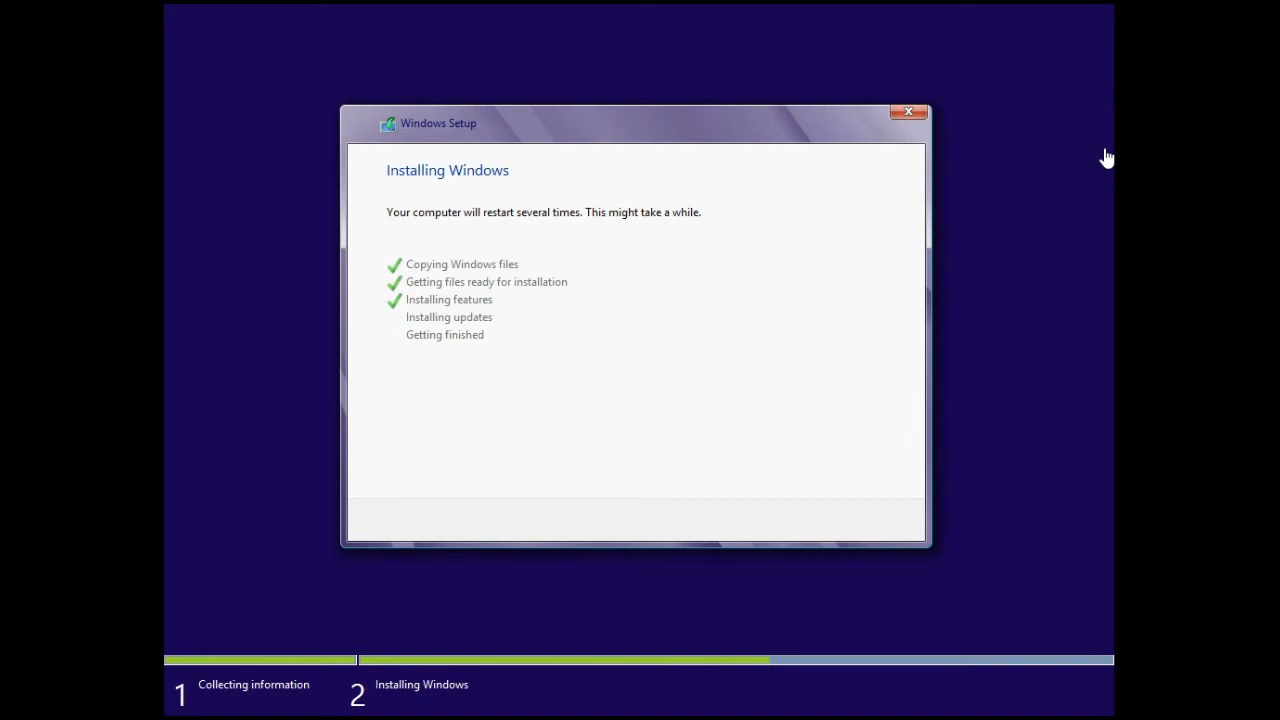 Windows Setup
Installing Windows
Your computer will restart several times. This might take a while.
Copying Windows files
Getting files ready for installation
Installing features
Installing updates
Getting finished
1 Collecting information
2 Installing Windows